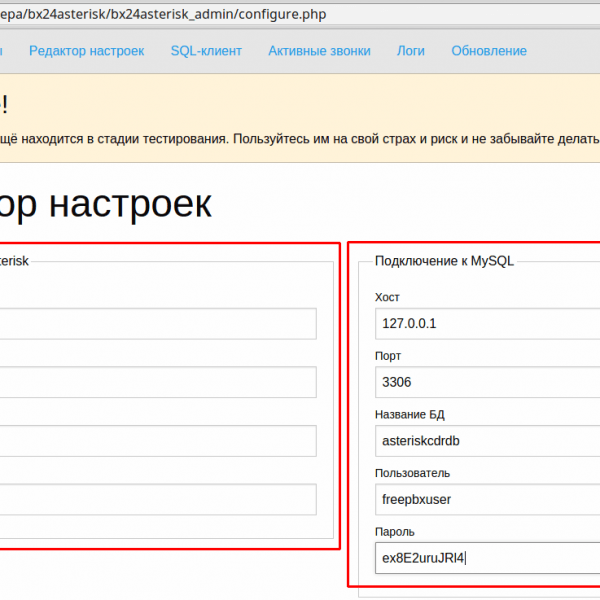 ера/bx24asterisk/bx24asterisk_admin/configure.php
ы Редактор настроек SQL-клиент Активные звонки Логи Обновление
!
щё находится в стадии тестирования. Пользуйтесь им на свой страх и риск и не забывайте делать
ор настроек
terisk
Подключение к MySQL
Хост
127.0.0.1
Порт
3306
Название БД
asteriskcdrdb
Пользователь
freepbxuser
Пароль
ex8E2uruJRl4